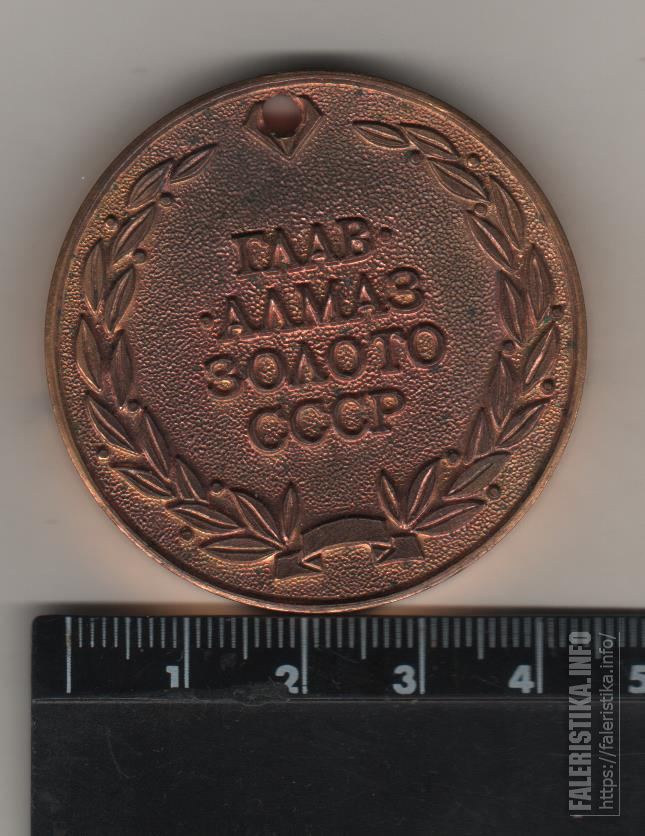 ГЛАВ·
·АЛМАЗ
ЗОЛОТО
СССР
1 2 3 4 5
FALERISTIKA.INFO
https://faleristika.info/